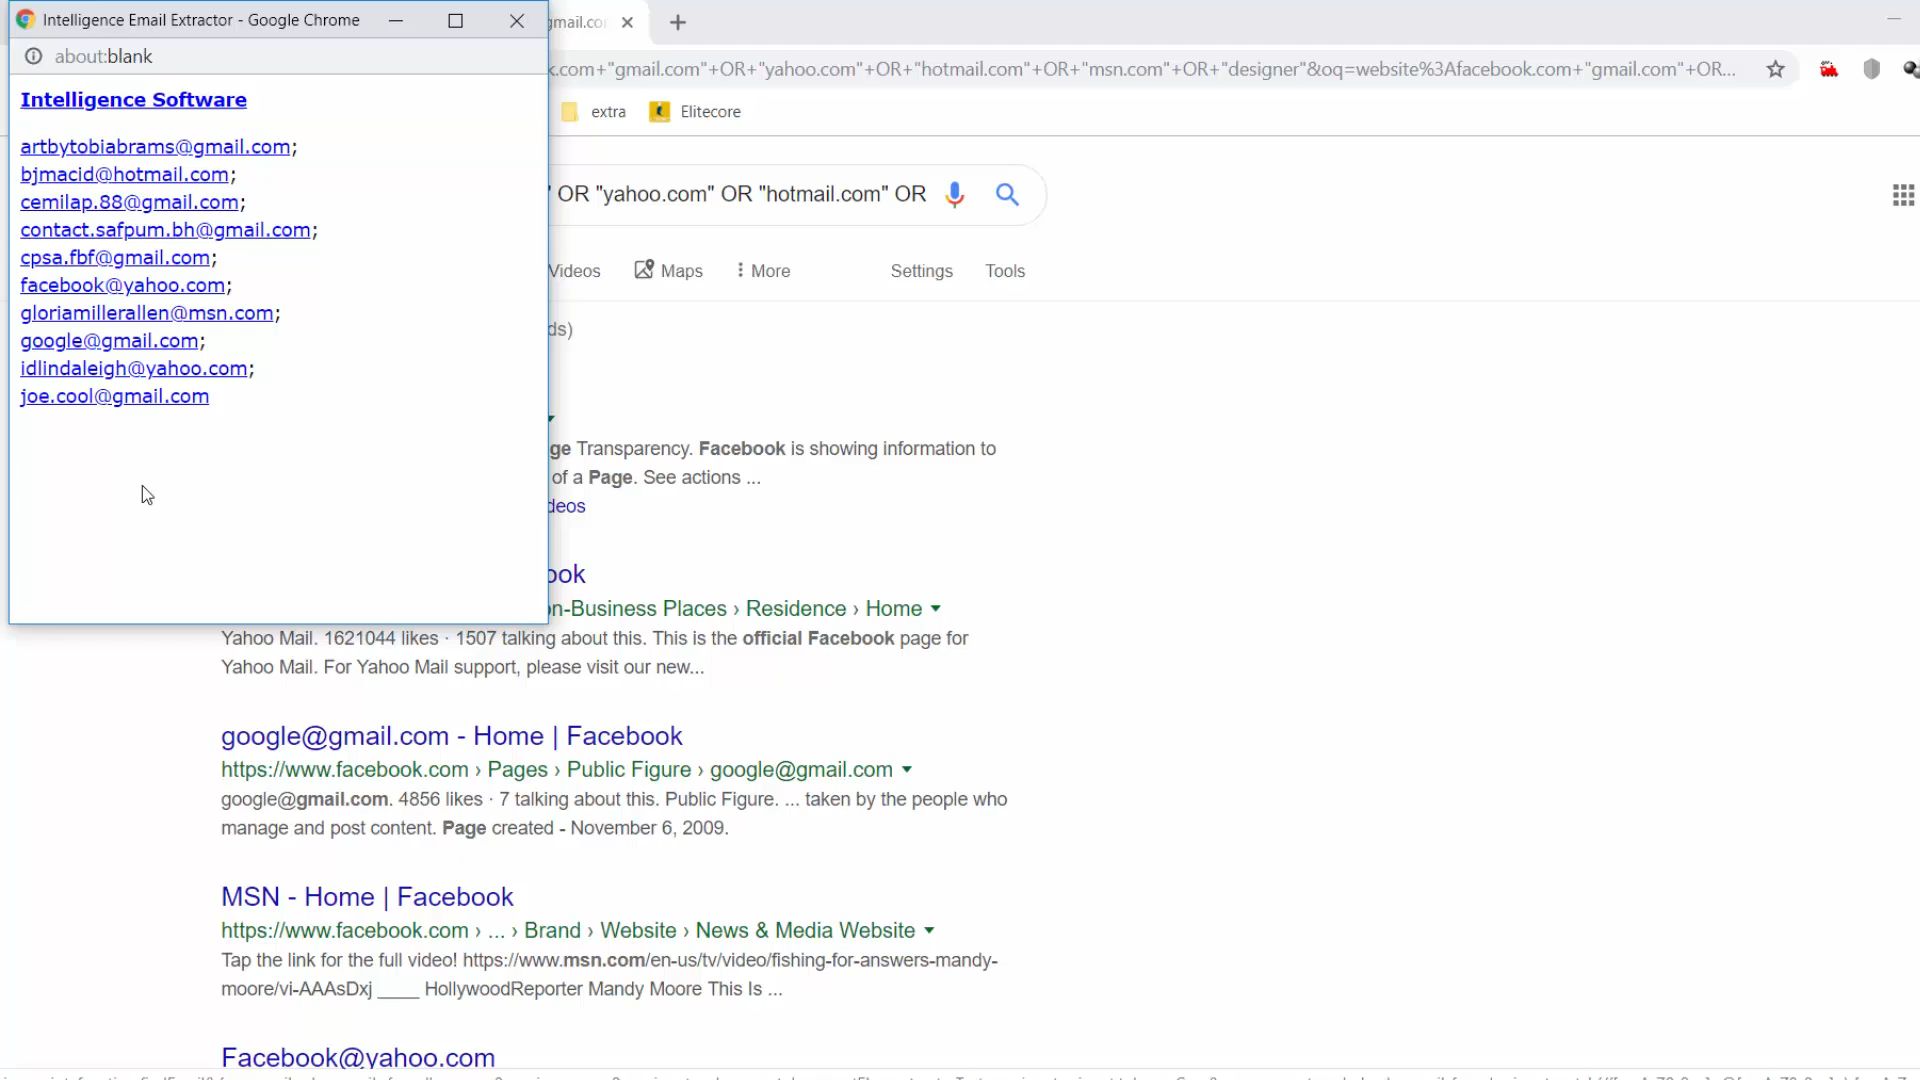 Intelligence Email Extractor - Google Chrome
gmail.co
about:blank
.com+"gmail.com"+OR+"yahoo.com"+OR+"hotmail.com"+OR+"msn.com"+OR+"designer"&oq=website%3Afacebook.com+"gmail.com"+OR...
extra
Elitecore
Intelligence Software
artbytobiabrams@gmail.com;
bjmacid@hotmail.com;
cemilap.88@gmail.com;
contact.safpum.bh@gmail.com;
cpsa.fbf@gmail.com;
facebook@yahoo.com;
gloriamillerallen@msn.com;
google@gmail.com;
idlindaleigh@yahoo.com;
joe.cool@gmail.com
" OR "yahoo.com" OR "hotmail.com" OR
Videos
Maps
More
Settings
Tools
ds)
ge Transparency. Facebook is showing information to
of a Page. See actions ...
deos
ook
on-Business Places › Residence › Home
Yahoo Mail. 1621044 likes · 1507 talking about this. This is the official Facebook page for
Yahoo Mail. For Yahoo Mail support, please visit our new...
google@gmail.com - Home | Facebook
https://www.facebook.com › Pages › Public Figure › google@gmail.com
google@gmail.com. 4856 likes · 7 talking about this. Public Figure. ... taken by the people who
manage and post content. Page created - November 6, 2009.
MSN - Home | Facebook
https://www.facebook.com › ... › Brand › Website › News & Media Website
Tap the link for the full video! https://www.msn.com/en-us/tv/video/fishing-for-answers-mandy-
moore/vi-AAAsDxj ____ HollywoodReporter Mandy Moore This Is ...
Facebook@yahoo.com